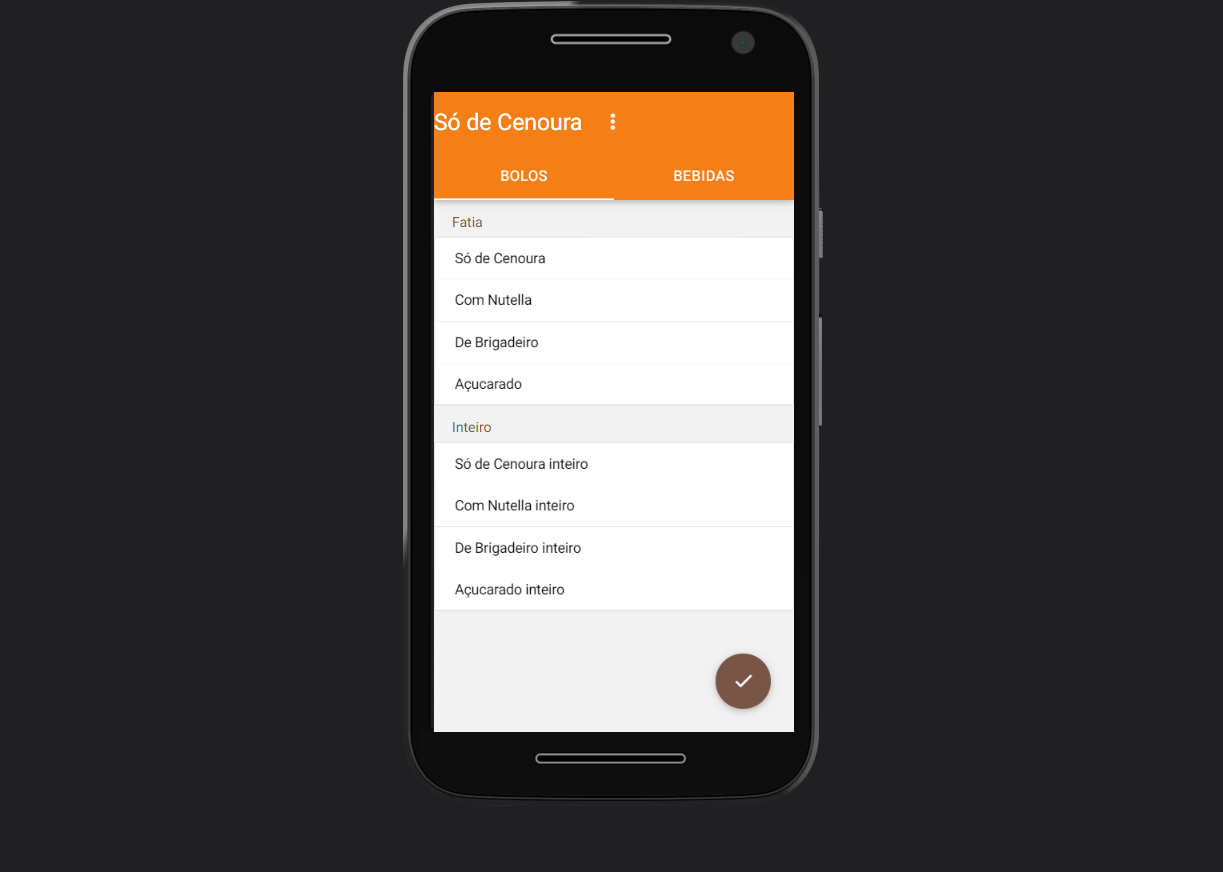 Só de Cenoura
BOLOS BEBIDAS
Fatia
Só de Cenoura
Com Nutella
De Brigadeiro
Açucarado
Inteiro
Só de Cenoura inteiro
Com Nutella inteiro
De Brigadeiro inteiro
Açucarado inteiro